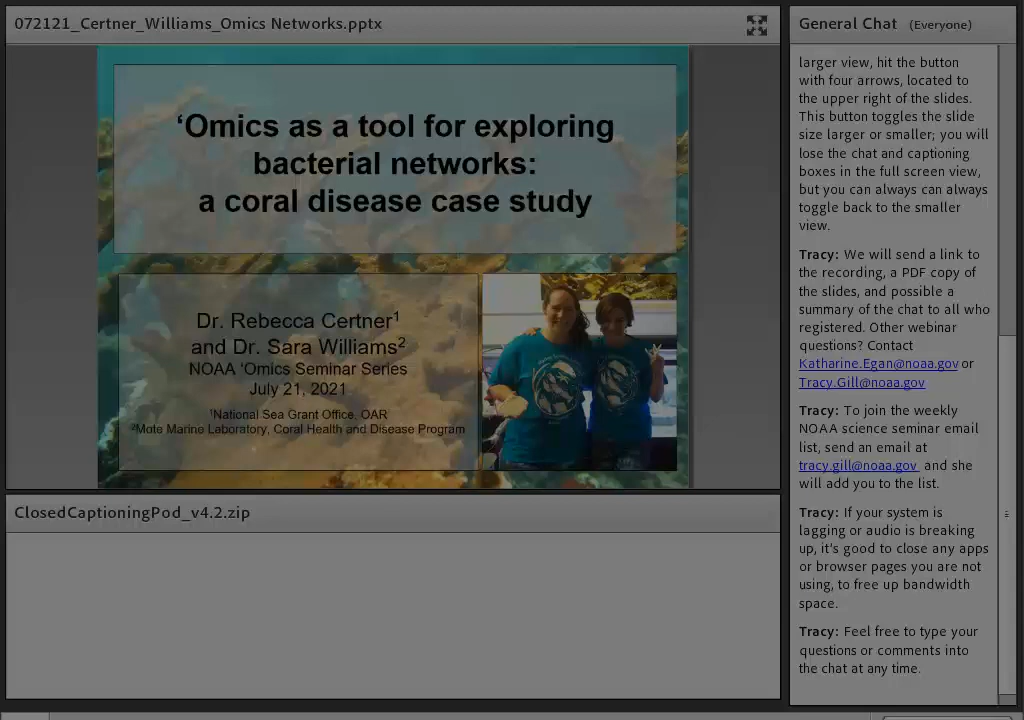 072121_Certner_Williams_Omics Networks.pptx
‘Omics as a tool for exploring
bacterial networks:
a coral disease case study
Dr. Rebecca Certner¹
and Dr. Sara Williams²
NOAA ‘Omics Seminar Series
July 21, 2021
¹National Sea Grant Office, OAR
²Mote Marine Laboratory, Coral Health and Disease Program
ClosedCaptioningPod_v4.2.zip
General Chat (Everyone)
larger view, hit the button
with four arrows, located to
the upper right of the slides.
This button toggles the slide
size larger or smaller; you will
lose the chat and captioning
boxes in the full screen view,
but you can always can always
toggle back to the smaller
view.
Tracy: We will send a link to
the recording, a PDF copy of
the slides, and possible a
summary of the chat to all who
registered. Other webinar
questions? Contact
Katharine.Egan@noaa.gov or
Tracy.Gill@noaa.gov
Tracy: To join the weekly
NOAA science seminar email
list, send an email at
tracy.gill@noaa.gov and she
will add you to the list.
Tracy: If your system is
lagging or audio is breaking
up, it's good to close any apps
or browser pages you are not
using, to free up bandwidth
space.
Tracy: Feel free to type your
questions or comments into
the chat at any time.